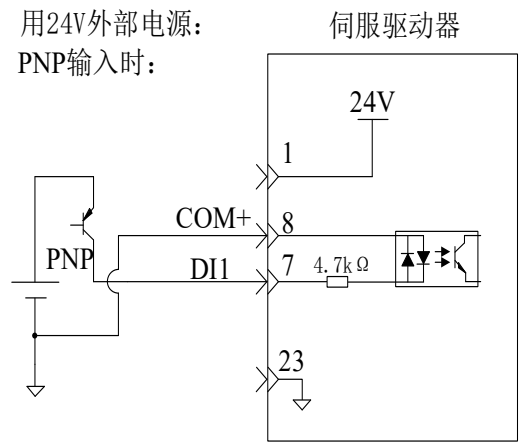 用24V外部电源:
PNP输入时:
伺服驱动器
24V
1
COM+
8
PNP
DI1
7
4.7kΩ
23